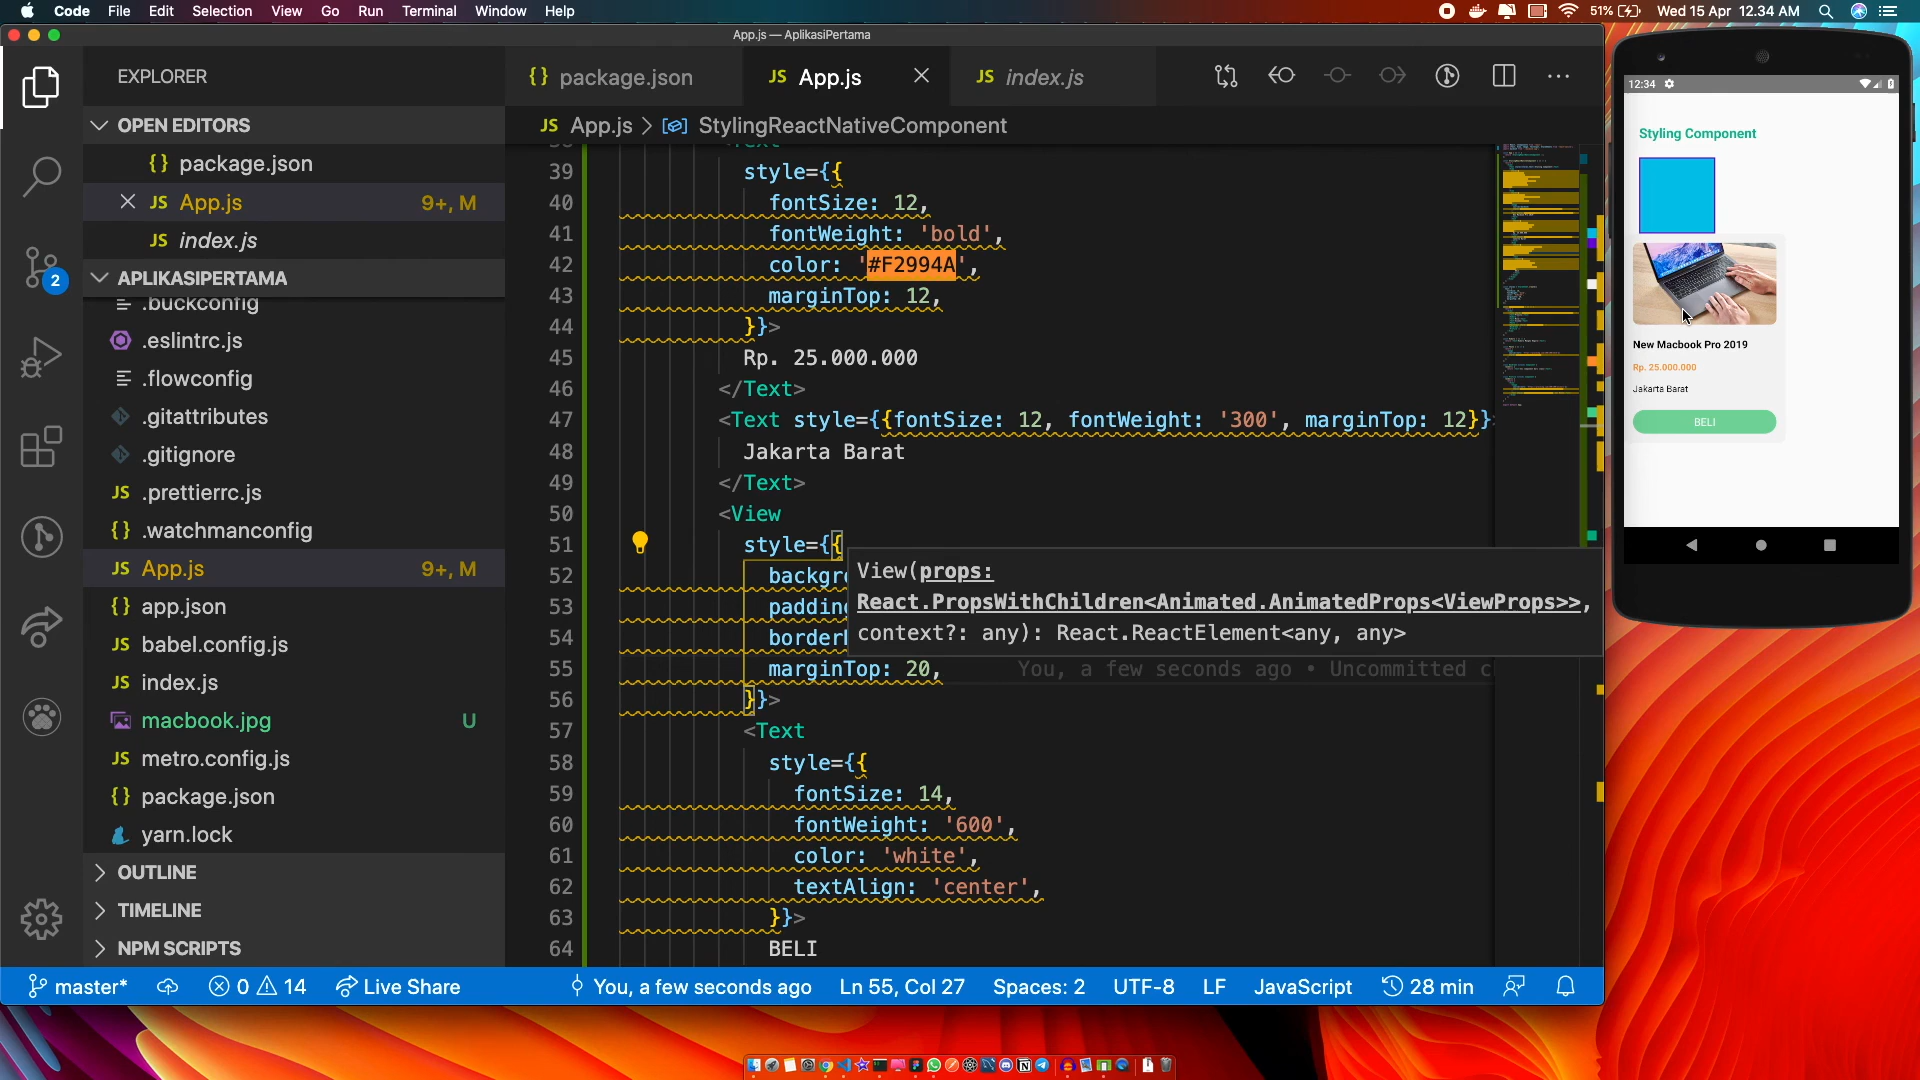 Code File Edit Selection View Go Run Terminal Window Help
51% Wed 15 Apr 12.34 AM
App.js — AplikasiPertama
EXPLORER
OPEN EDITORS
{} package.json
JS App.js 9+, M
JS index.js
APLIKASIPERTAMA
.buckconfig
.eslintrc.js
.flowconfig
.gitattributes
.gitignore
JS .prettierrc.js
{} .watchmanconfig
JS App.js 9+, M
{} app.json
JS babel.config.js
JS index.js
macbook.jpg U
JS metro.config.js
{} package.json
yarn.lock
OUTLINE
TIMELINE
NPM SCRIPTS
2
{} package.json JS App.js JS index.js
JS App.js > StylingReactNativeComponent
39 style={{
40 fontSize: 12,
41 fontWeight: 'bold',
42 color: '#F2994A',
43 marginTop: 12,
44 }}>
45 Rp. 25.000.000
46 </Text>
47 <Text style={{fontSize: 12, fontWeight: '300', marginTop: 12}}
48 Jakarta Barat
49 </Text>
50 <View
51 style={{
52 backgr
53 paddin
54 border
55 marginTop: 20, You, a few seconds ago • Uncommitted c
56 }}>
57 <Text
58 style={{
59 fontSize: 14,
60 fontWeight: '600',
61 color: 'white',
62 textAlign: 'center',
63 }}>
64 BELI
View(props:
React.PropsWithChildren<Animated.AnimatedProps<ViewProps>>,
context?: any): React.ReactElement<any, any>
master* 0 14 Live Share You, a few seconds ago Ln 55, Col 27 Spaces: 2 UTF-8 LF JavaScript 28 min
12:34
Styling Component
New Macbook Pro 2019
Rp. 25.000.000
Jakarta Barat
BELI